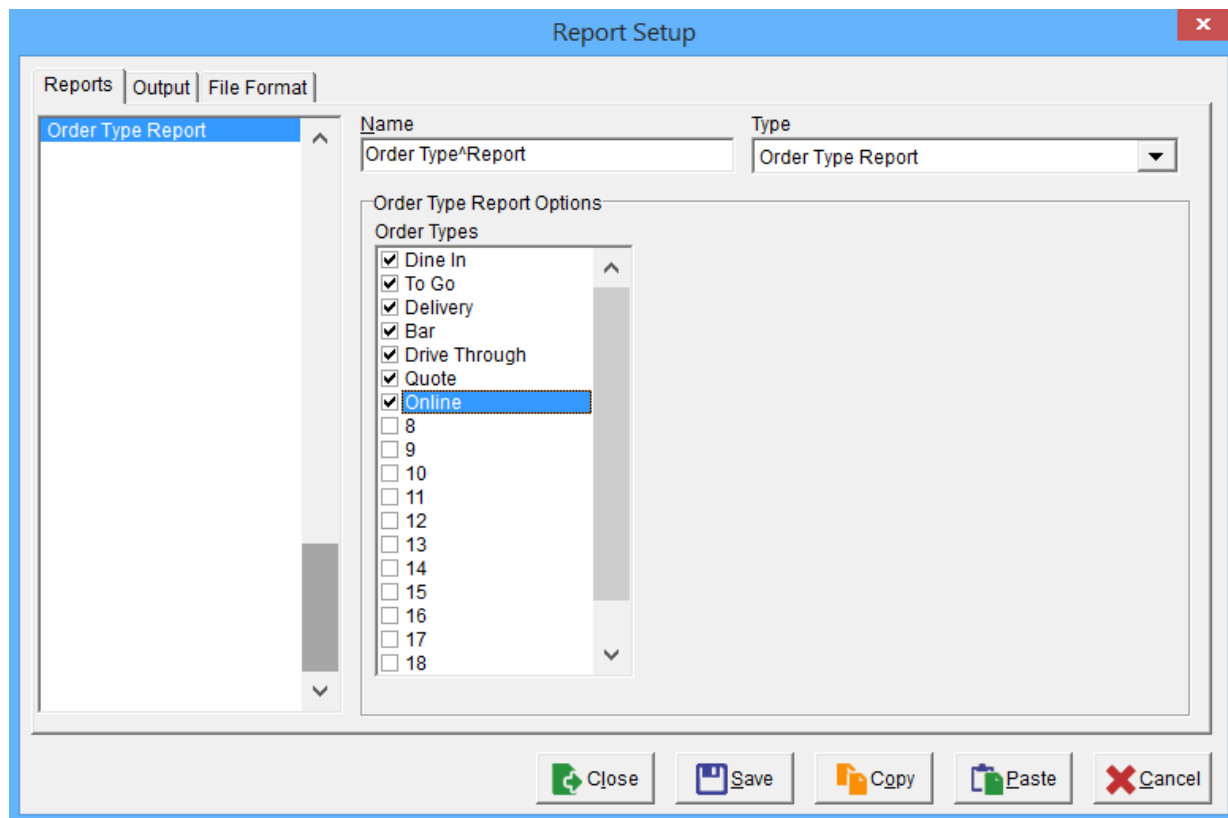 Report Setup
Reports Output File Format
Order Type Report
Name
Type
Order Type^Report
Order Type Report
Order Type Report Options
Order Types
Dine In
To Go
Delivery
Bar
Drive Through
Quote
Online
8
9
10
11
12
13
14
15
16
17
18
Close Save Copy Paste Cancel